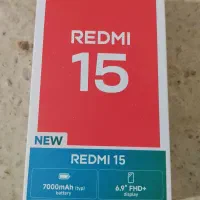 REDMI
15
NEW
REDMI 15
7000mAh (typ) 6.9" FHD+
battery display